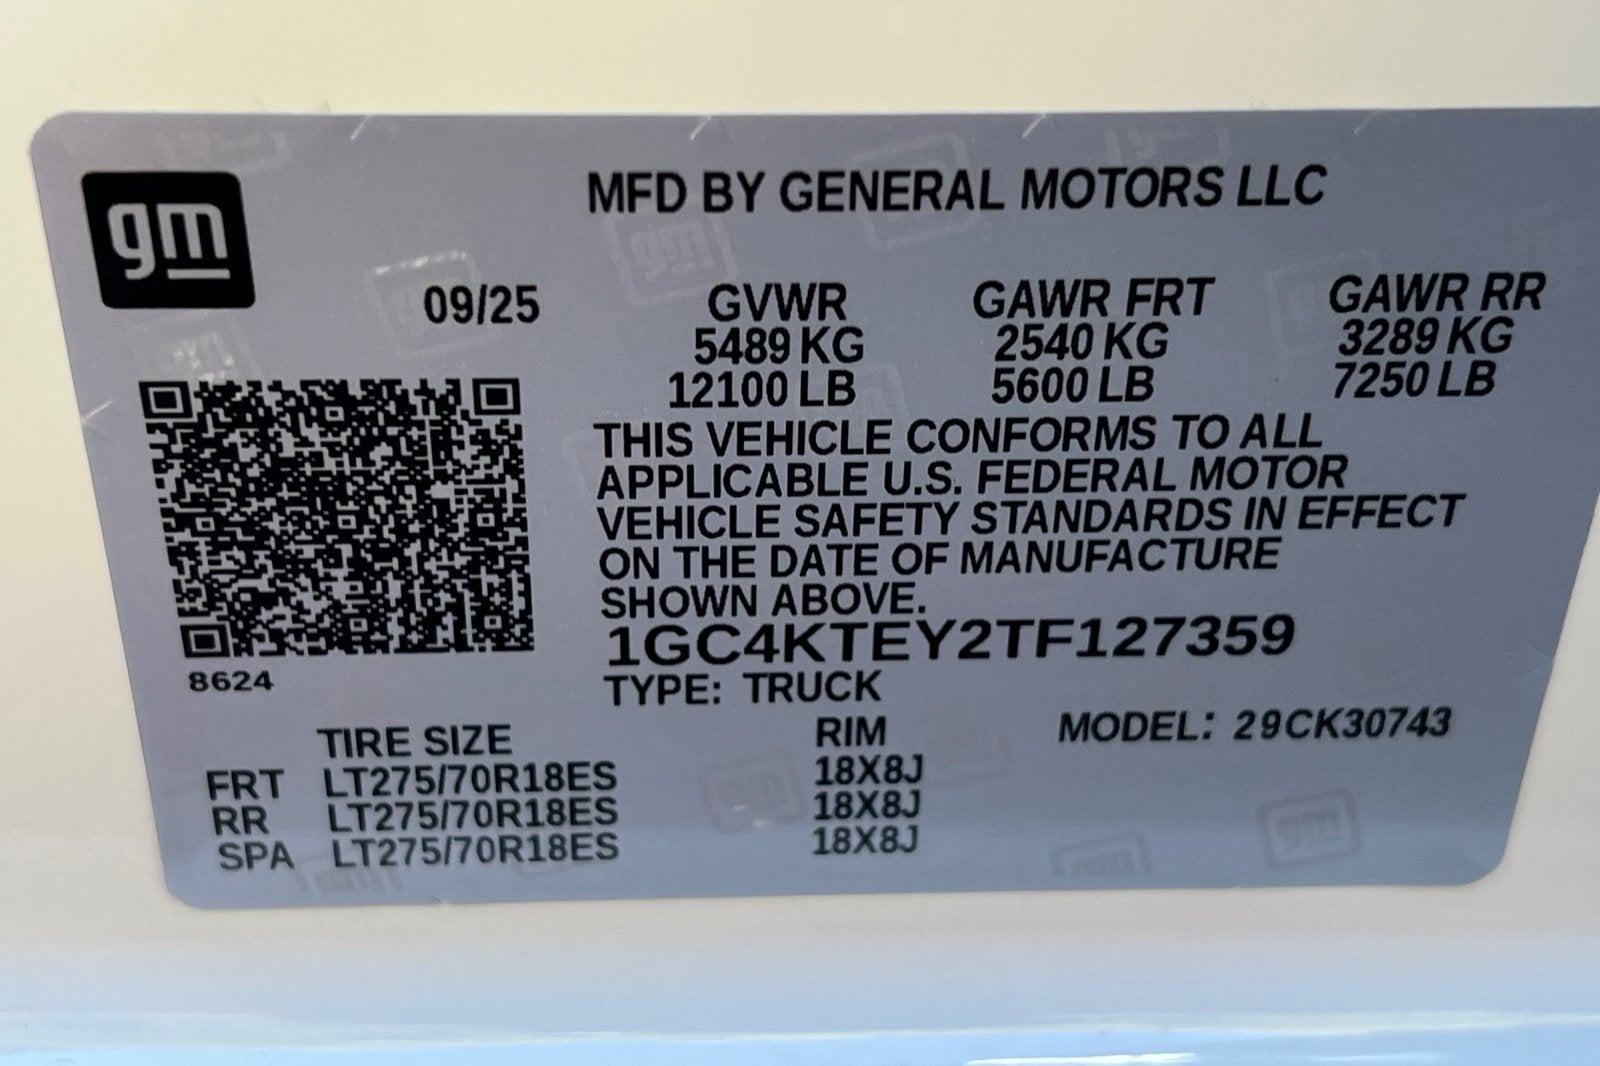 gm
MFD BY GENERAL MOTORS LLC
09/25
GVWR GAWR FRT GAWR RR
5489 KG 2540 KG 3289 KG
12100 LB 5600 LB 7250 LB
THIS VEHICLE CONFORMS TO ALL
APPLICABLE U.S. FEDERAL MOTOR
VEHICLE SAFETY STANDARDS IN EFFECT
ON THE DATE OF MANUFACTURE
SHOWN ABOVE.
1GC4KTEY2TF127359
8624
TYPE: TRUCK
TIRE SIZE RIM MODEL: 29CK30743
FRT LT275/70R18ES 18X8J
RR LT275/70R18ES 18X8J
SPA LT275/70R18ES 18X8J